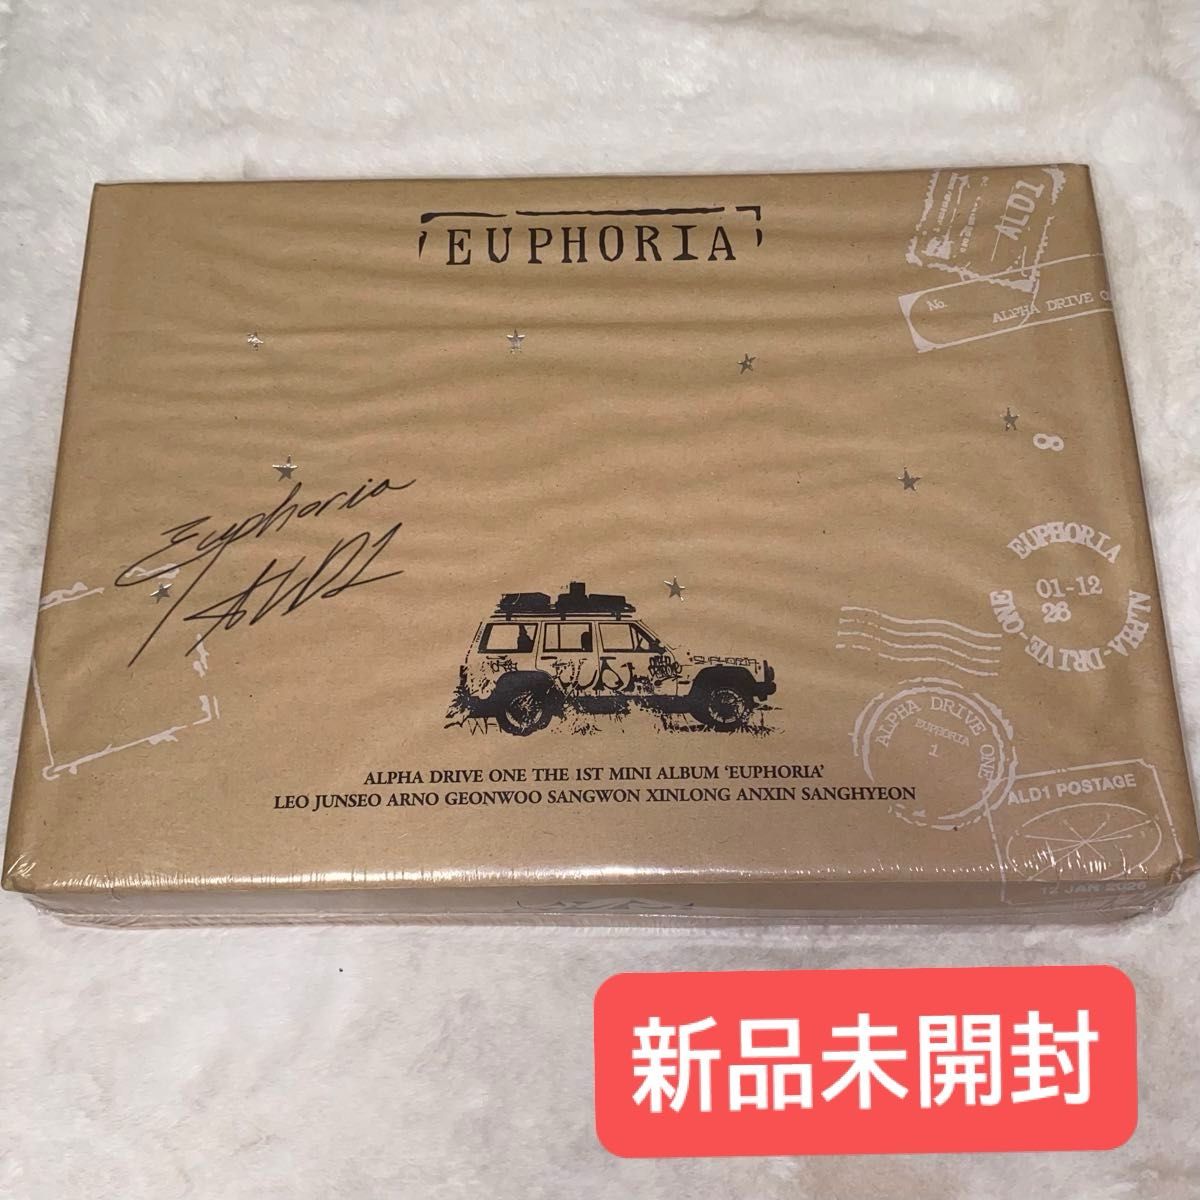 EUPHORIA
ALD1
No.
ALPHA DRIVE O
8
Euphoria
ALD1
EUPHORIA
01-12
26
ALPHA-DRIVE-ONE
EUPHORIA
ALPHA DRIVE ONE
EUPHORIA
1
ALPHA DRIVE ONE THE 1ST MINI ALBUM ‘EUPHORIA’
LEO JUNSEO ARNO GEONWOO SANGWON XINLONG ANXIN SANGHYEON
ALD1 POSTAGE
12 JAN 2026
新品未開封